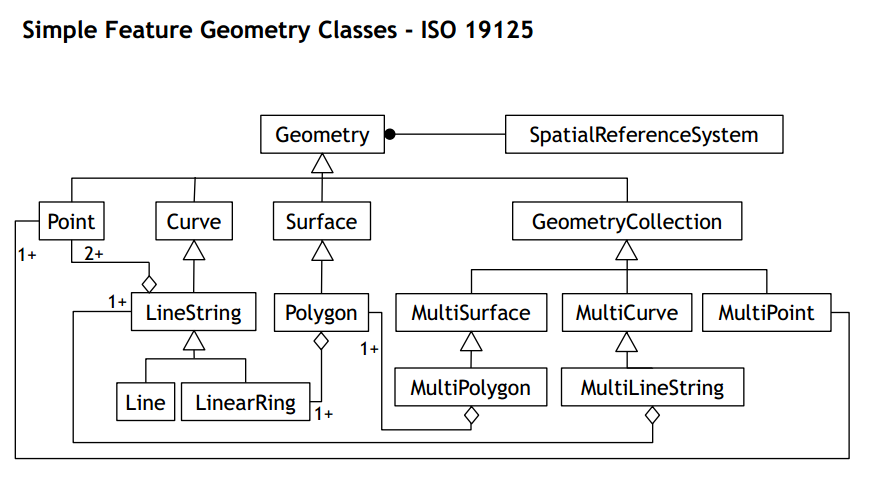 Simple Feature Geometry Classes - ISO 19125
Geometry
SpatialReferenceSystem
Point
Curve
Surface
GeometryCollection
1+
2+
1+
LineString
Polygon
MultiSurface
MultiCurve
MultiPoint
1+
Line
LinearRing
MultiPolygon
MultiLineString
1+